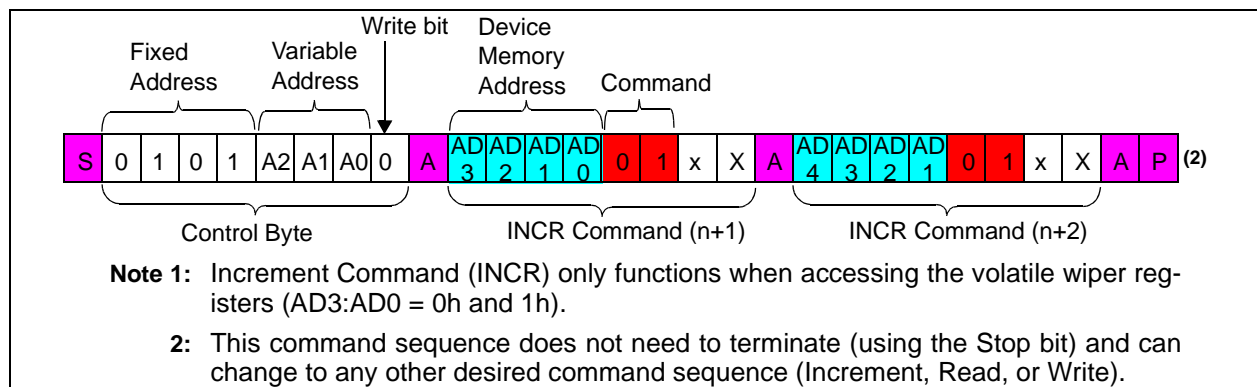 Write bit
Device Memory Address
Fixed Address
Variable Address
Command
S 0 1 0 1 A2 A1 A0 0 A AD3 AD2 AD1 AD0 0 1 x X A AD4 AD3 AD2 AD1 0 1 x X A P (2)
Control Byte
INCR Command (n+1)
INCR Command (n+2)
Note 1: Increment Command (INCR) only functions when accessing the volatile wiper reg-
isters (AD3:AD0 = 0h and 1h).
2: This command sequence does not need to terminate (using the Stop bit) and can
change to any other desired command sequence (Increment, Read, or Write).